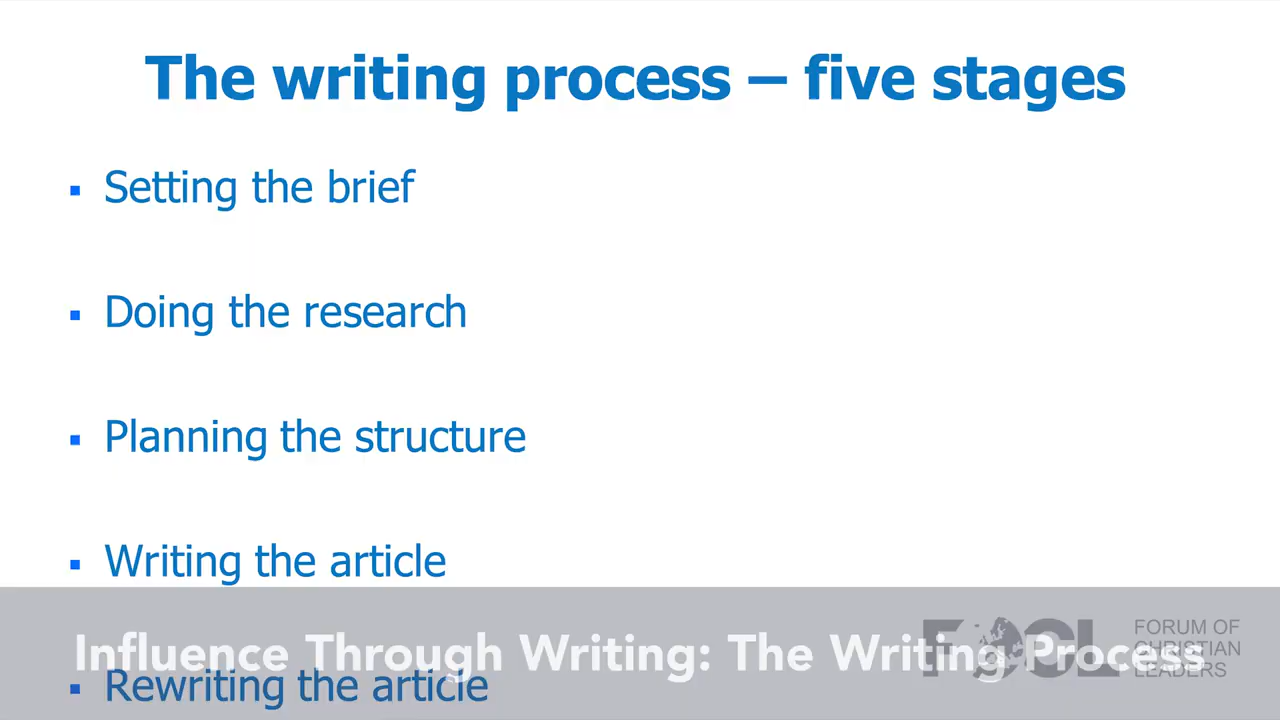 The writing process – five stages
▪ Setting the brief
▪ Doing the research
▪ Planning the structure
▪ Writing the article
Influence Through Writing: The Writing Process
FOCL
FORUM OF
CHRISTIAN
LEADERS
▪ Rewriting the article